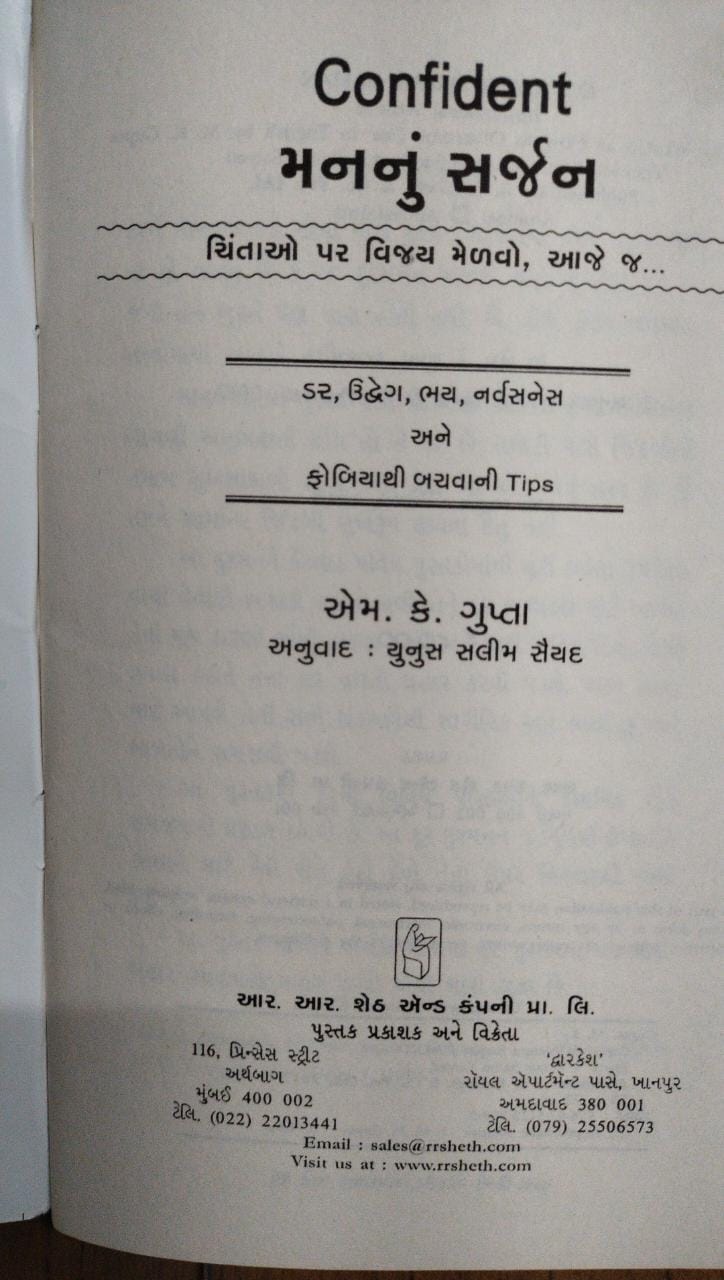 Confident
મનનું સર્જન
ચિંતાઓ પર વિજય મેળવો, આજે જ...
ડર, ઉદ્વેગ, ભય, નર્વસનેસ
અને
ફોબિયાથી બચવાની Tips
એમ. કે. ગુપ્તા
અનુવાદ : યુનુસ સલીમ સૈયદ
આર. આર. શેઠ ઍન્ડ કંપની પ્રા. લિ.
પુસ્તક પ્રકાશક અને વિક્રેતા
116, પ્રિન્સેસ સ્ટ્રીટ
અર્થબાગ
મુંબઈ 400 002
ટેલિ. (022) 22013441
'દ્વારકેશ'
રૉયલ ઍપાર્ટમૅન્ટ પાસે, ખાનપુર
અમદાવાદ 380 001
ટેલિ. (079) 25506573
Email : sales@rrsheth.com
Visit us at : www.rrsheth.com